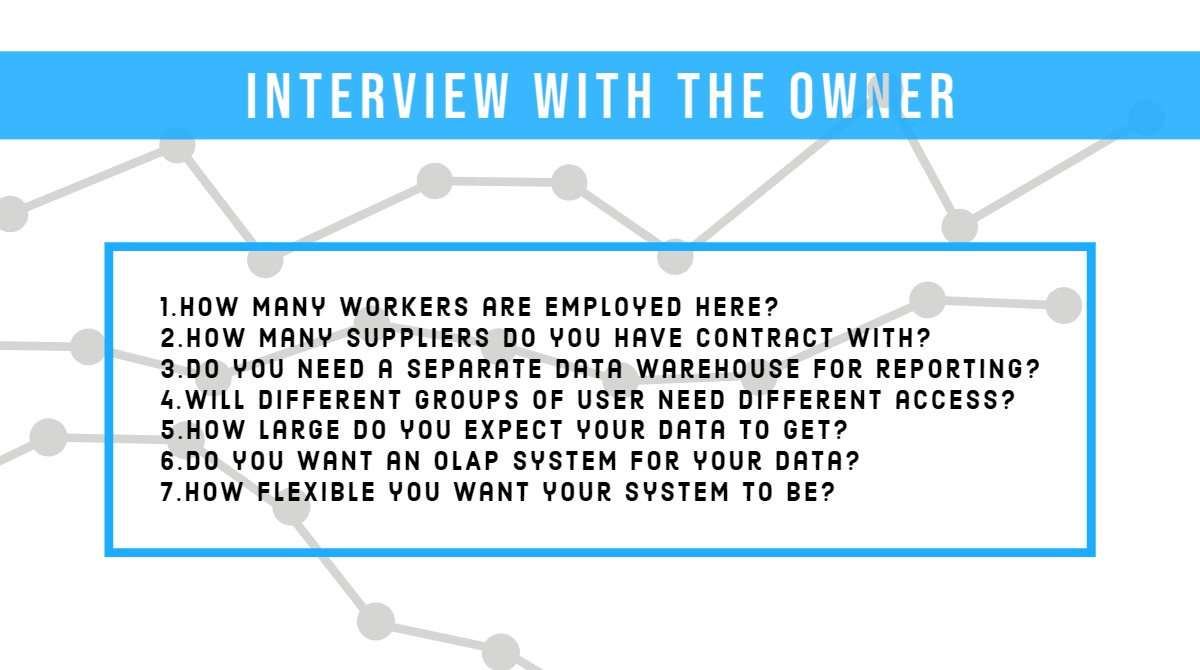 INTERVIEW WITH THE OWNER
1.HOW MANY WORKERS ARE EMPLOYED HERE?
2.HOW MANY SUPPLIERS DO YOU HAVE CONTRACT WITH?
3.DO YOU NEED A SEPARATE DATA WAREHOUSE FOR REPORTING?
4.WILL DIFFERENT GROUPS OF USER NEED DIFFERENT ACCESS?
5.HOW LARGE DO YOU EXPECT YOUR DATA TO GET?
6.DO YOU WANT AN OLAP SYSTEM FOR YOUR DATA?
7.HOW FLEXIBLE YOU WANT YOUR SYSTEM TO BE?